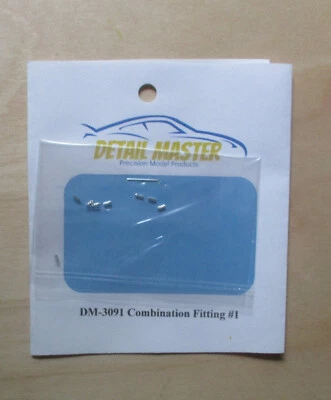 DETAIL MASTER
Precision Model Products
DM-3091 Combination Fitting #1